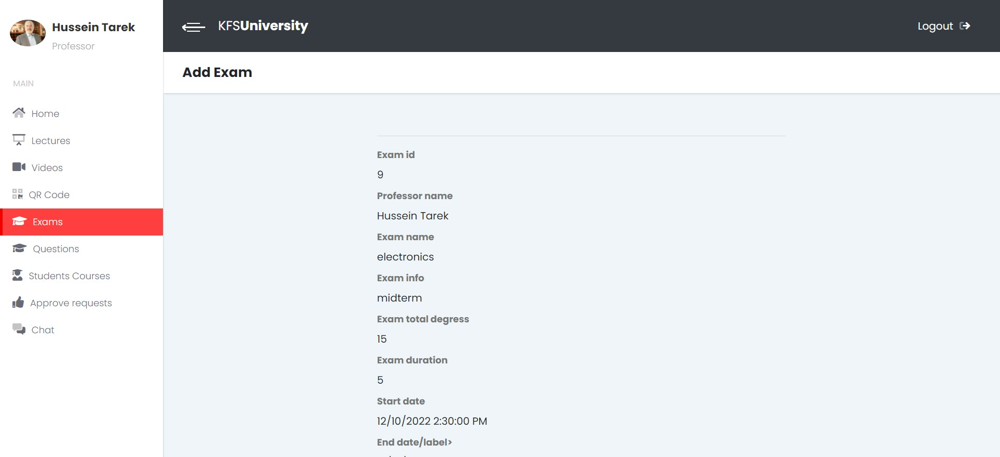 Hussein Tarek
Professor
MAIN
Home
Lectures
Videos
QR Code
Exams
Questions
Students Courses
Approve requests
Chat
KFSUniversity
Logout
Add Exam
Exam id
9
Professor name
Hussein Tarek
Exam name
electronics
Exam info
midterm
Exam total degress
15
Exam duration
5
Start date
12/10/2022 2:30:00 PM
End date/label>